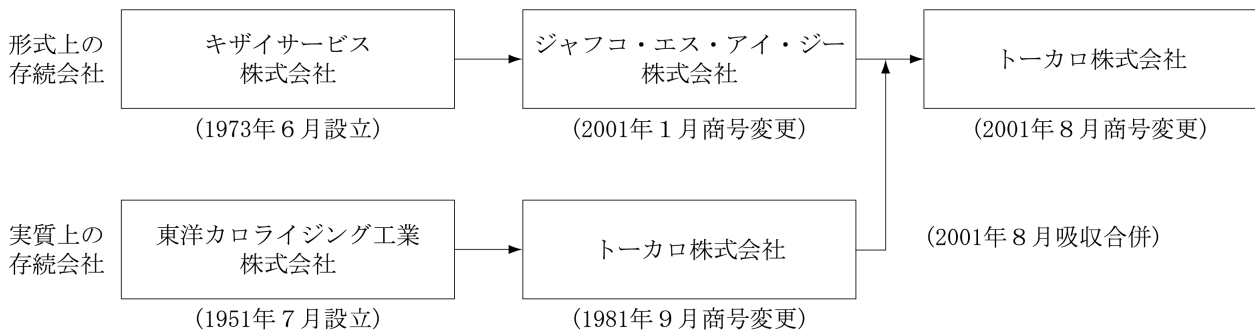 形式上の
存続会社
キザイサービス
株式会社
(1973年6月設立)
ジャフコ・エス・アイ・ジー
株式会社
(2001年1月商号変更)
トーカロ株式会社
(2001年8月商号変更)
実質上の
存続会社
東洋カロライジング工業
株式会社
(1951年7月設立)
トーカロ株式会社
(1981年9月商号変更)
(2001年8月吸収合併)